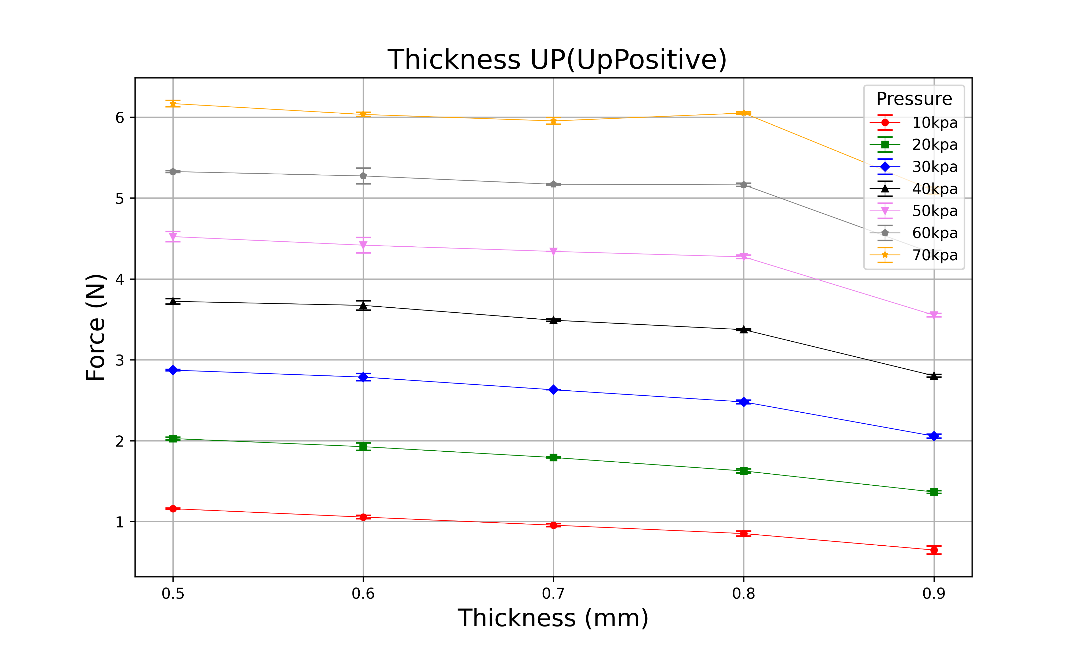 Thickness UP(UpPositive)
Pressure
10kpa
20kpa
30kpa
40kpa
50kpa
60kpa
70kpa
6
5
4
3
2
1
Force (N)
0.5 0.6 0.7 0.8 0.9
Thickness (mm)